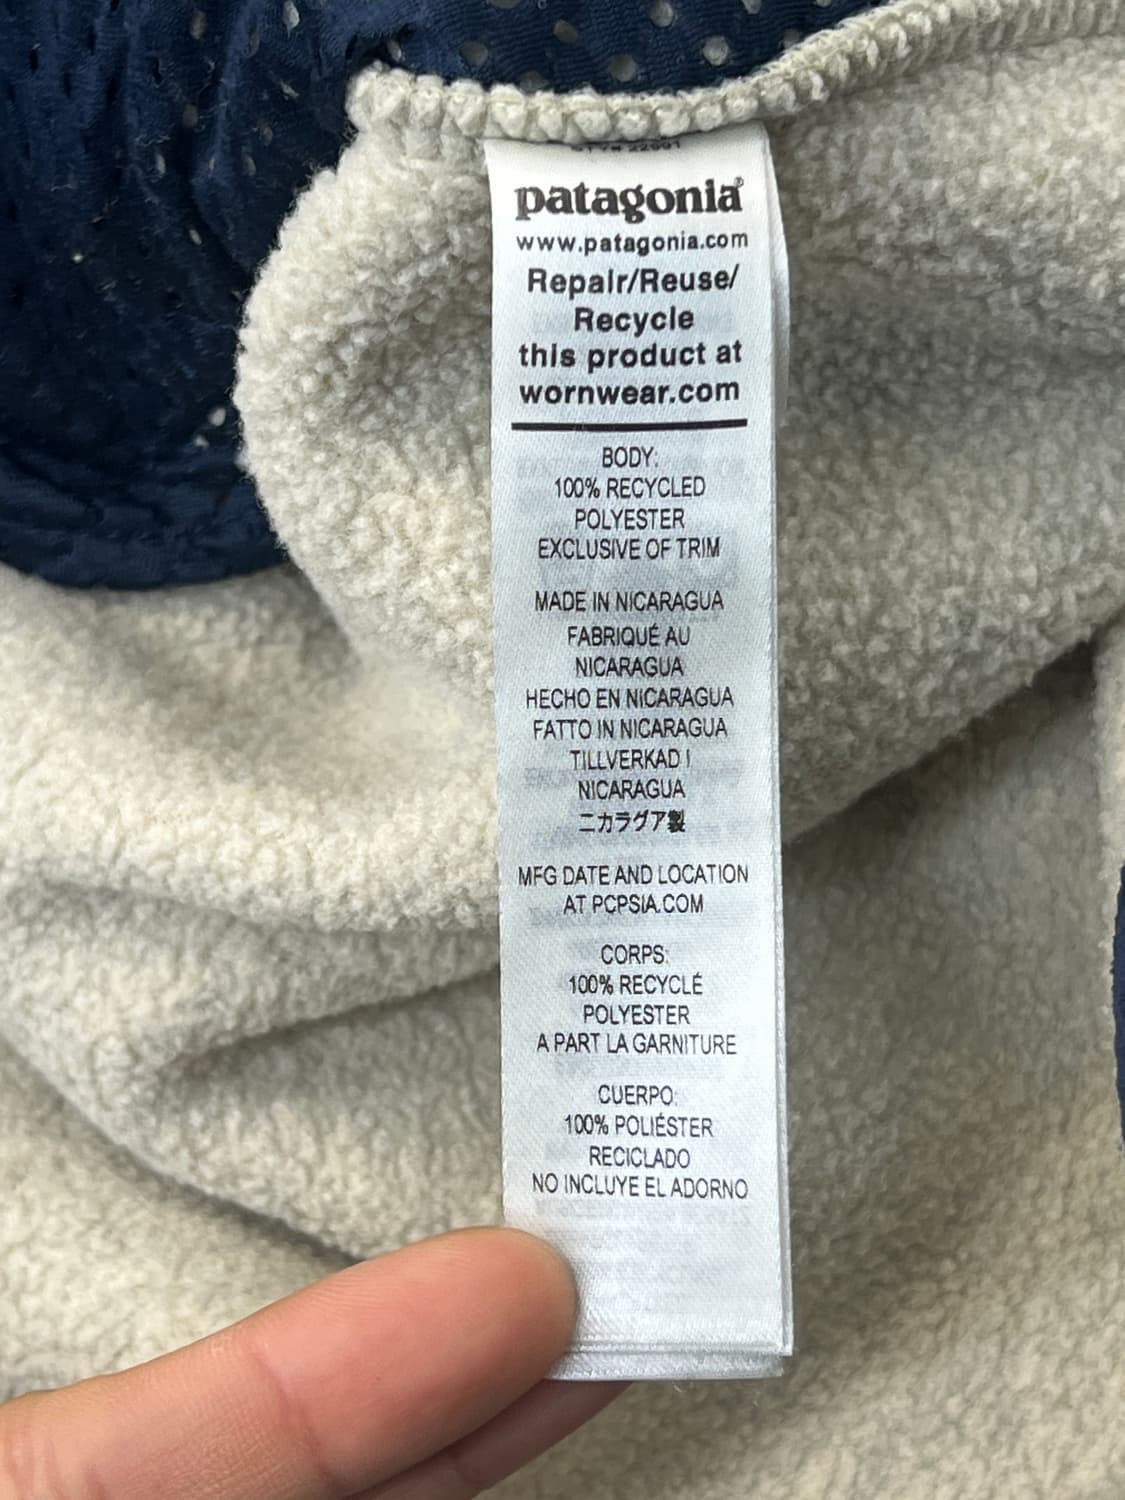 patagonia®
www.patagonia.com
Repair/Reuse/
Recycle
this product at
wornwear.com
BODY:
100% RECYCLED
POLYESTER
EXCLUSIVE OF TRIM
MADE IN NICARAGUA
FABRIQUÉ AU
NICARAGUA
HECHO EN NICARAGUA
FATTO IN NICARAGUA
TILLVERKAD I
NICARAGUA
ニカラグア製
MFG DATE AND LOCATION
AT PCPSIA.COM
CORPS:
100% RECYCLÉ
POLYESTER
A PART LA GARNITURE
CUERPO:
100% POLIÉSTER
RECICLADO
NO INCLUYE EL ADORNO